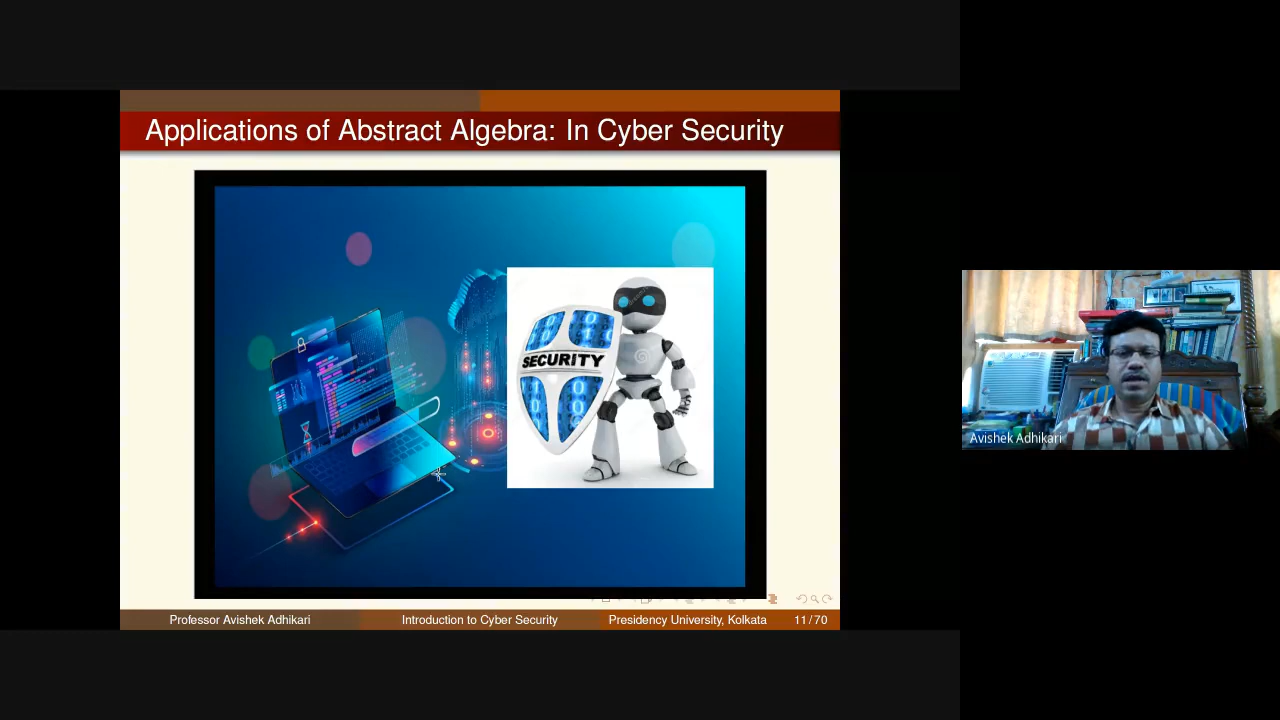 Applications of Abstract Algebra: In Cyber Security
SECURITY
Avishek Adhikari
Professor Avishek Adhikari
Introduction to Cyber Security
Presidency University, Kolkata
11 / 70